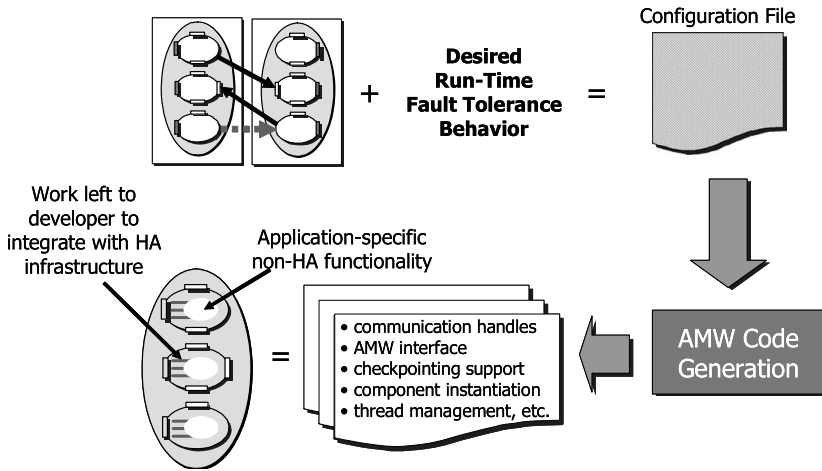 Configuration File
Desired
Run-Time
Fault Tolerance
Behavior
+
=
Work left to
developer to
integrate with HA
infrastructure
Application-specific
non-HA functionality
=
• communication handles
• AMW interface
• checkpointing support
• component instantiation
• thread management, etc.
AMW Code
Generation